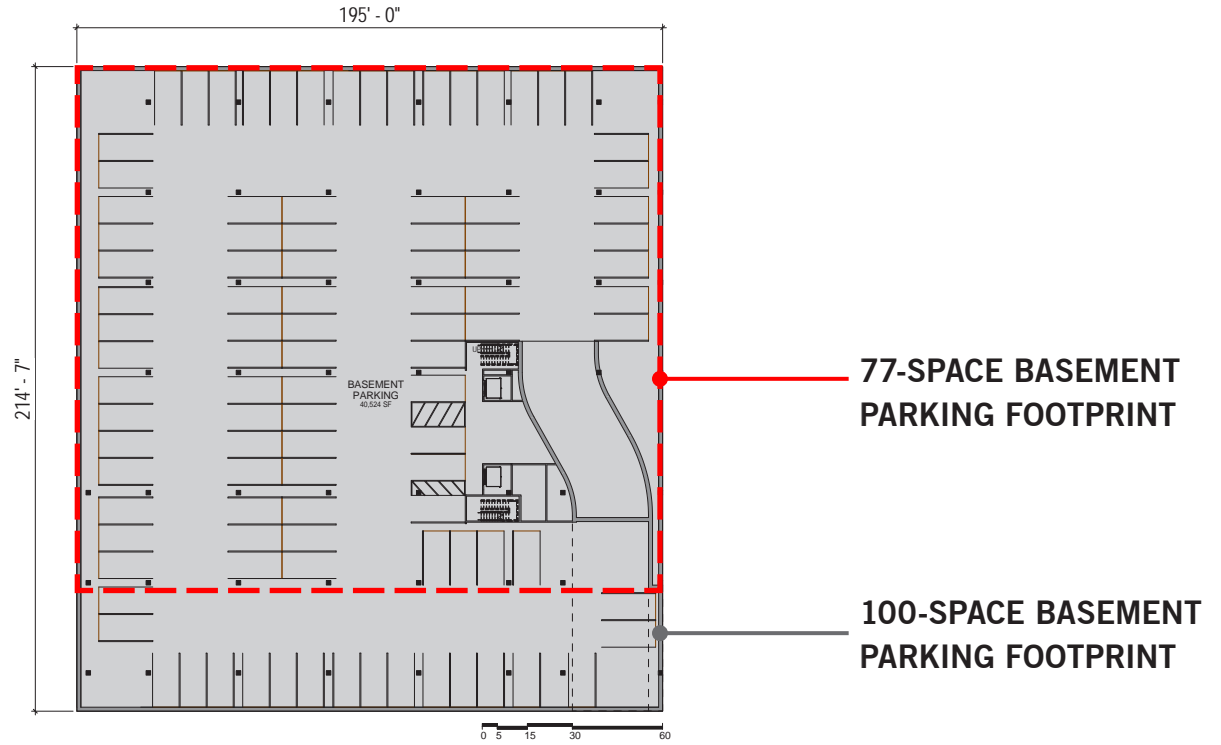 195' - 0"
214' - 7"
BASEMENT
PARKING
40,524 SF
77-SPACE BASEMENT
PARKING FOOTPRINT
100-SPACE BASEMENT
PARKING FOOTPRINT
0 5 15 30 60